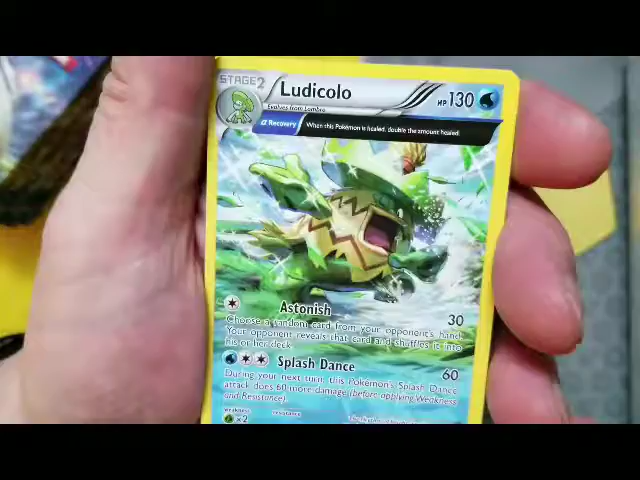 STAGE2
Ludicolo
HP 130
Evolves from Lombre
α Recovery
When this Pokémon is healed, double the amount healed.
Astonish
30
Choose a random card from your opponent's hand.
Your opponent reveals that card and shuffles it into
his or her deck.
Splash Dance
60
During your next turn, this Pokémon's Splash Dance
attack does 60 more damage (before applying Weakness
and Resistance).
weakness
resistance
×2